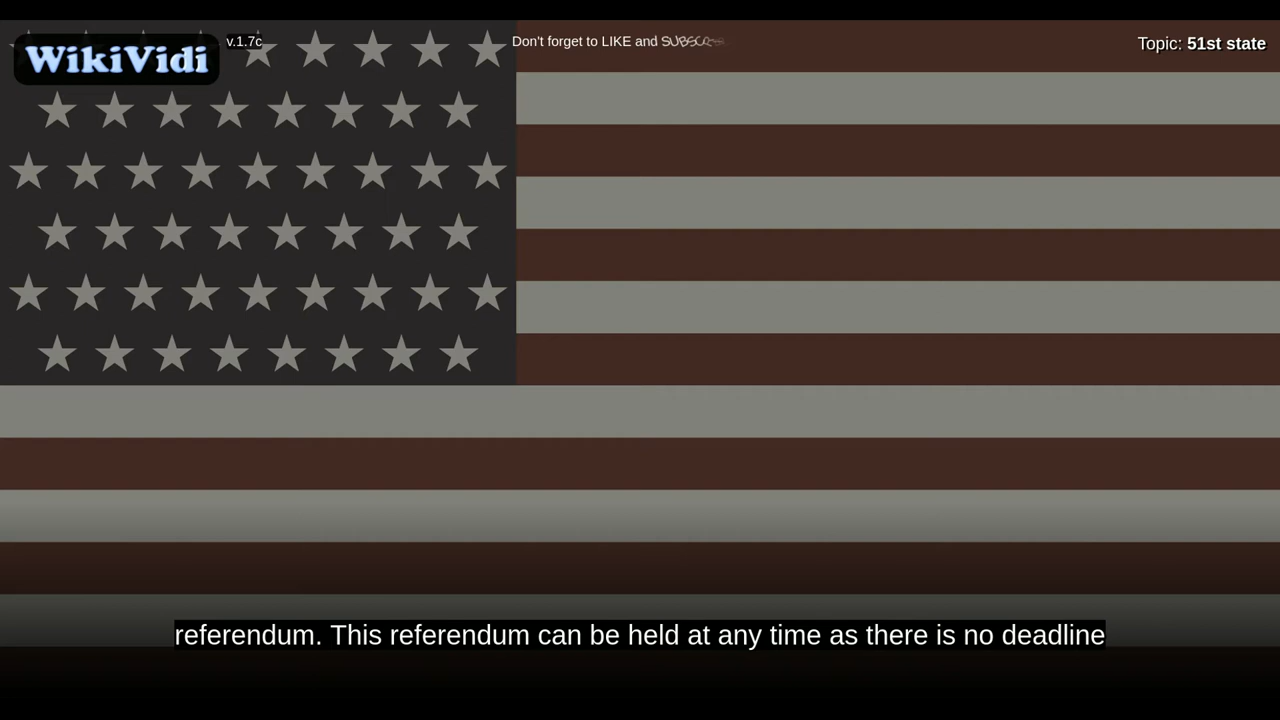 WikiVidi
v.1.7c
Don't forget to LIKE and
Topic: 51st state
referendum. This referendum can be held at any time as there is no deadline